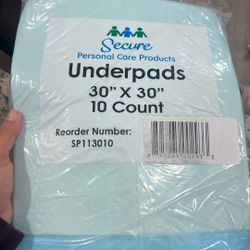 Secure
Personal Care Products
Underpads
30" X 30"
10 Count
Reorder Number:
SP113010